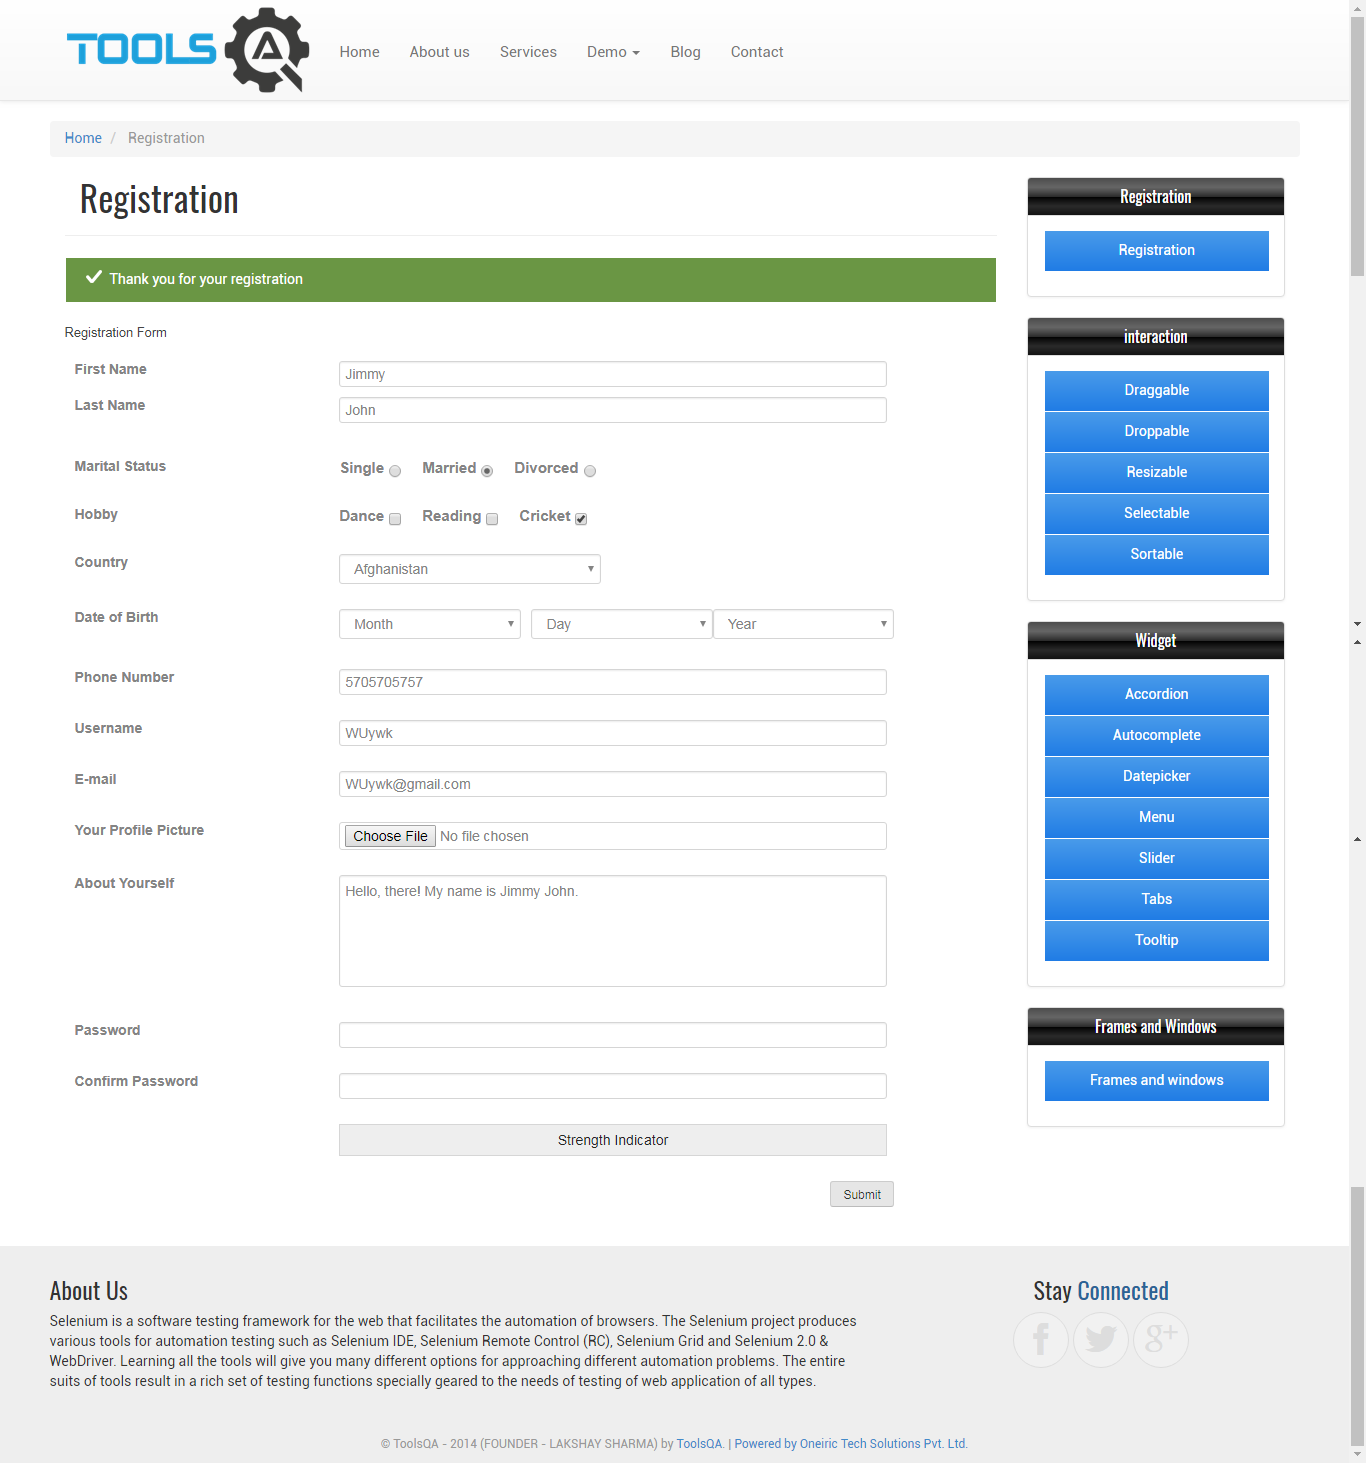 TOOLS QA
Home About us Services Demo Blog Contact
Home / Registration
Registration
Thank you for your registration
Registration Form
First Name Jimmy
Last Name John
Marital Status Single Married Divorced
Hobby Dance Reading Cricket
Country Afghanistan
Date of Birth Month Day Year
Phone Number 5705705757
Username WUywk
E-mail WUywk@gmail.com
Your Profile Picture Choose File No file chosen
About Yourself Hello, there! My name is Jimmy John.
Password
Confirm Password
Strength Indicator
Submit
Registration
Registration
interaction
Draggable
Droppable
Resizable
Selectable
Sortable
Widget
Accordion
Autocomplete
Datepicker
Menu
Slider
Tabs
Tooltip
Frames and Windows
Frames and windows
About Us
Selenium is a software testing framework for the web that facilitates the automation of browsers. The Selenium project produces
various tools for automation testing such as Selenium IDE, Selenium Remote Control (RC), Selenium Grid and Selenium 2.0 &
WebDriver. Learning all the tools will give you many different options for approaching different automation problems. The entire
suits of tools result in a rich set of testing functions specially geared to the needs of testing of web application of all types.
Stay Connected
f g+
© ToolsQA - 2014 (FOUNDER - LAKSHAY SHARMA) by ToolsQA. | Powered by Oneiric Tech Solutions Pvt. Ltd.